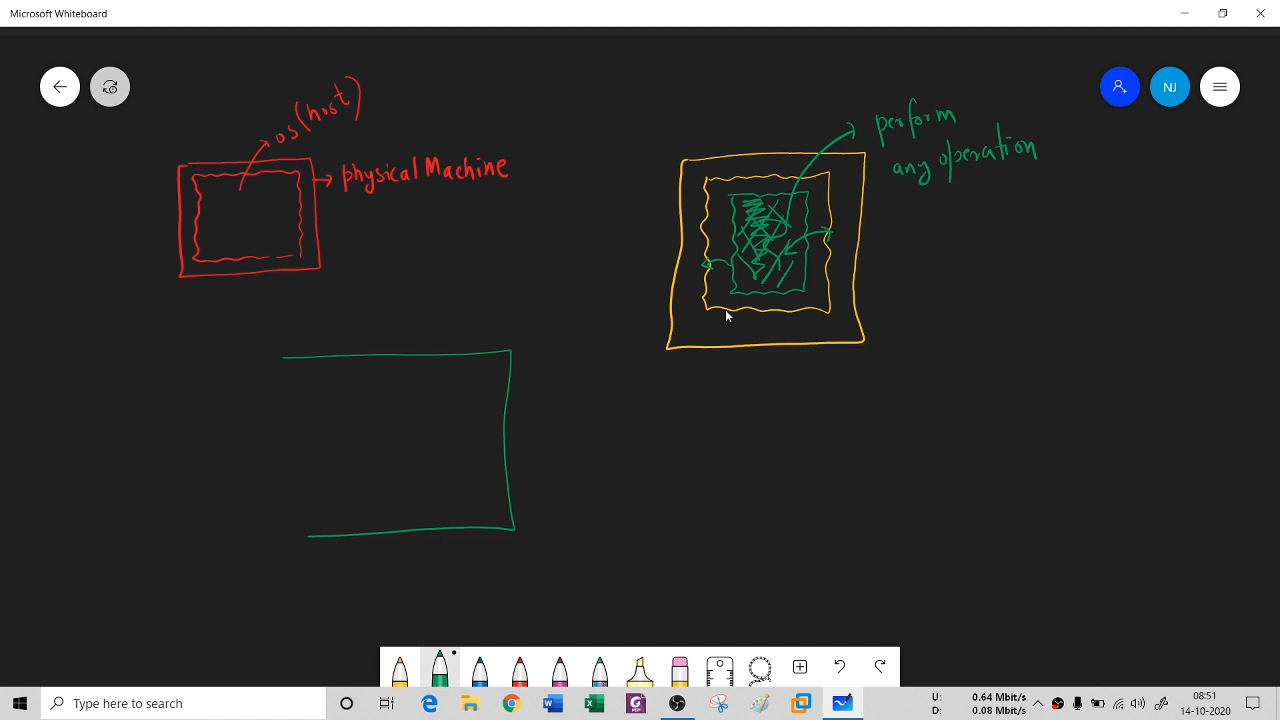 Microsoft Whiteboard
NJ
os(host)
physical Machine
perform
any operation
Type here to search
U: 0.64 Mbit/s
D: 0.08 Mbit/s
08:51
14-10-2020